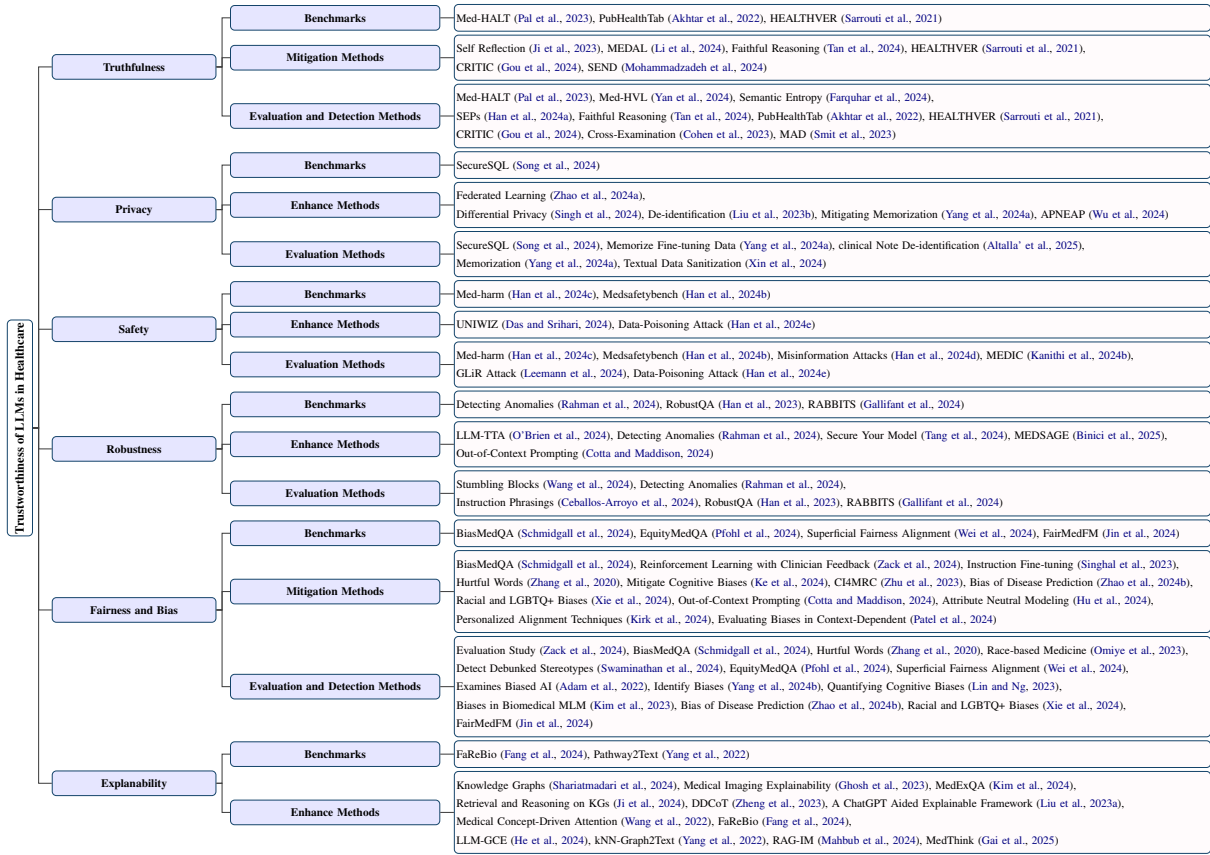 Trustworthiness of LLMs in Healthcare
Truthfulness
Benchmarks
Med-HALT (Pal et al., 2023), PubHealthTab (Akhtar et al., 2022), HEALTHVER (Sarrouti et al., 2021)
Mitigation Methods
Self Reflection (Ji et al., 2023), MEDAL (Li et al., 2024), Faithful Reasoning (Tan et al., 2024), HEALTHVER (Sarrouti et al., 2021),
CRITIC (Gou et al., 2024), SEND (Mohammadzadeh et al., 2024)
Evaluation and Detection Methods
Med-HALT (Pal et al., 2023), Med-HVL (Yan et al., 2024), Semantic Entropy (Farquhar et al., 2024),
SEPs (Han et al., 2024a), Faithful Reasoning (Tan et al., 2024), PubHealthTab (Akhtar et al., 2022), HEALTHVER (Sarrouti et al., 2021),
CRITIC (Gou et al., 2024), Cross-Examination (Cohen et al., 2023), MAD (Smit et al., 2023)
Privacy
Benchmarks
SecureSQL (Song et al., 2024)
Enhance Methods
Federated Learning (Zhao et al., 2024a),
Differential Privacy (Singh et al., 2024), De-identification (Liu et al., 2023b), Mitigating Memorization (Yang et al., 2024a), APNEAP (Wu et al., 2024)
Evaluation Methods
SecureSQL (Song et al., 2024), Memorize Fine-tuning Data (Yang et al., 2024a), clinical Note De-identification (Altalla' et al., 2025),
Memorization (Yang et al., 2024a), Textual Data Sanitization (Xin et al., 2024)
Safety
Benchmarks
Med-harm (Han et al., 2024c), Medsafetybench (Han et al., 2024b)
Enhance Methods
UNIWIZ (Das and Srihari, 2024), Data-Poisoning Attack (Han et al., 2024e)
Evaluation Methods
Med-harm (Han et al., 2024c), Medsafetybench (Han et al., 2024b), Misinformation Attacks (Han et al., 2024d), MEDIC (Kanithi et al., 2024b),
GLiR Attack (Leemann et al., 2024), Data-Poisoning Attack (Han et al., 2024e)
Robustness
Benchmarks
Detecting Anomalies (Rahman et al., 2024), RobustQA (Han et al., 2023), RABBITS (Gallifant et al., 2024)
Enhance Methods
LLM-TTA (O'Brien et al., 2024), Detecting Anomalies (Rahman et al., 2024), Secure Your Model (Tang et al., 2024), MEDSAGE (Binici et al., 2025),
Out-of-Context Prompting (Cotta and Maddison, 2024)
Evaluation Methods
Stumbling Blocks (Wang et al., 2024), Detecting Anomalies (Rahman et al., 2024),
Instruction Phrasings (Ceballos-Arroyo et al., 2024), RobustQA (Han et al., 2023), RABBITS (Gallifant et al., 2024)
Fairness and Bias
Benchmarks
BiasMedQA (Schmidgall et al., 2024), EquityMedQA (Pfohl et al., 2024), Superficial Fairness Alignment (Wei et al., 2024), FairMedFM (Jin et al., 2024)
Mitigation Methods
BiasMedQA (Schmidgall et al., 2024), Reinforcement Learning with Clinician Feedback (Zack et al., 2024), Instruction Fine-tuning (Singhal et al., 2023),
Hurtful Words (Zhang et al., 2020), Mitigate Cognitive Biases (Ke et al., 2024), CI4MRC (Zhu et al., 2023), Bias of Disease Prediction (Zhao et al., 2024b),
Racial and LGBTQ+ Biases (Xie et al., 2024), Out-of-Context Prompting (Cotta and Maddison, 2024), Attribute Neutral Modeling (Hu et al., 2024),
Personalized Alignment Techniques (Kirk et al., 2024), Evaluating Biases in Context-Dependent (Patel et al., 2024)
Evaluation and Detection Methods
Evaluation Study (Zack et al., 2024), BiasMedQA (Schmidgall et al., 2024), Hurtful Words (Zhang et al., 2020), Race-based Medicine (Omiye et al., 2023),
Detect Debunked Stereotypes (Swaminathan et al., 2024), EquityMedQA (Pfohl et al., 2024), Superficial Fairness Alignment (Wei et al., 2024),
Examines Biased AI (Adam et al., 2022), Identify Biases (Yang et al., 2024b), Quantifying Cognitive Biases (Lin and Ng, 2023),
Biases in Biomedical MLM (Kim et al., 2023), Bias of Disease Prediction (Zhao et al., 2024b), Racial and LGBTQ+ Biases (Xie et al., 2024),
FairMedFM (Jin et al., 2024)
Explanability
Benchmarks
FaReBio (Fang et al., 2024), Pathway2Text (Yang et al., 2022)
Enhance Methods
Knowledge Graphs (Shariatmadari et al., 2024), Medical Imaging Explainability (Ghosh et al., 2023), MedExQA (Kim et al., 2024),
Retrieval and Reasoning on KGs (Ji et al., 2024), DDCoT (Zheng et al., 2023), A ChatGPT Aided Explainable Framework (Liu et al., 2023a),
Medical Concept-Driven Attention (Wang et al., 2022), FaReBio (Fang et al., 2024),
LLM-GCE (He et al., 2024), kNN-Graph2Text (Yang et al., 2022), RAG-IM (Mahbub et al., 2024), MedThink (Gai et al., 2025)